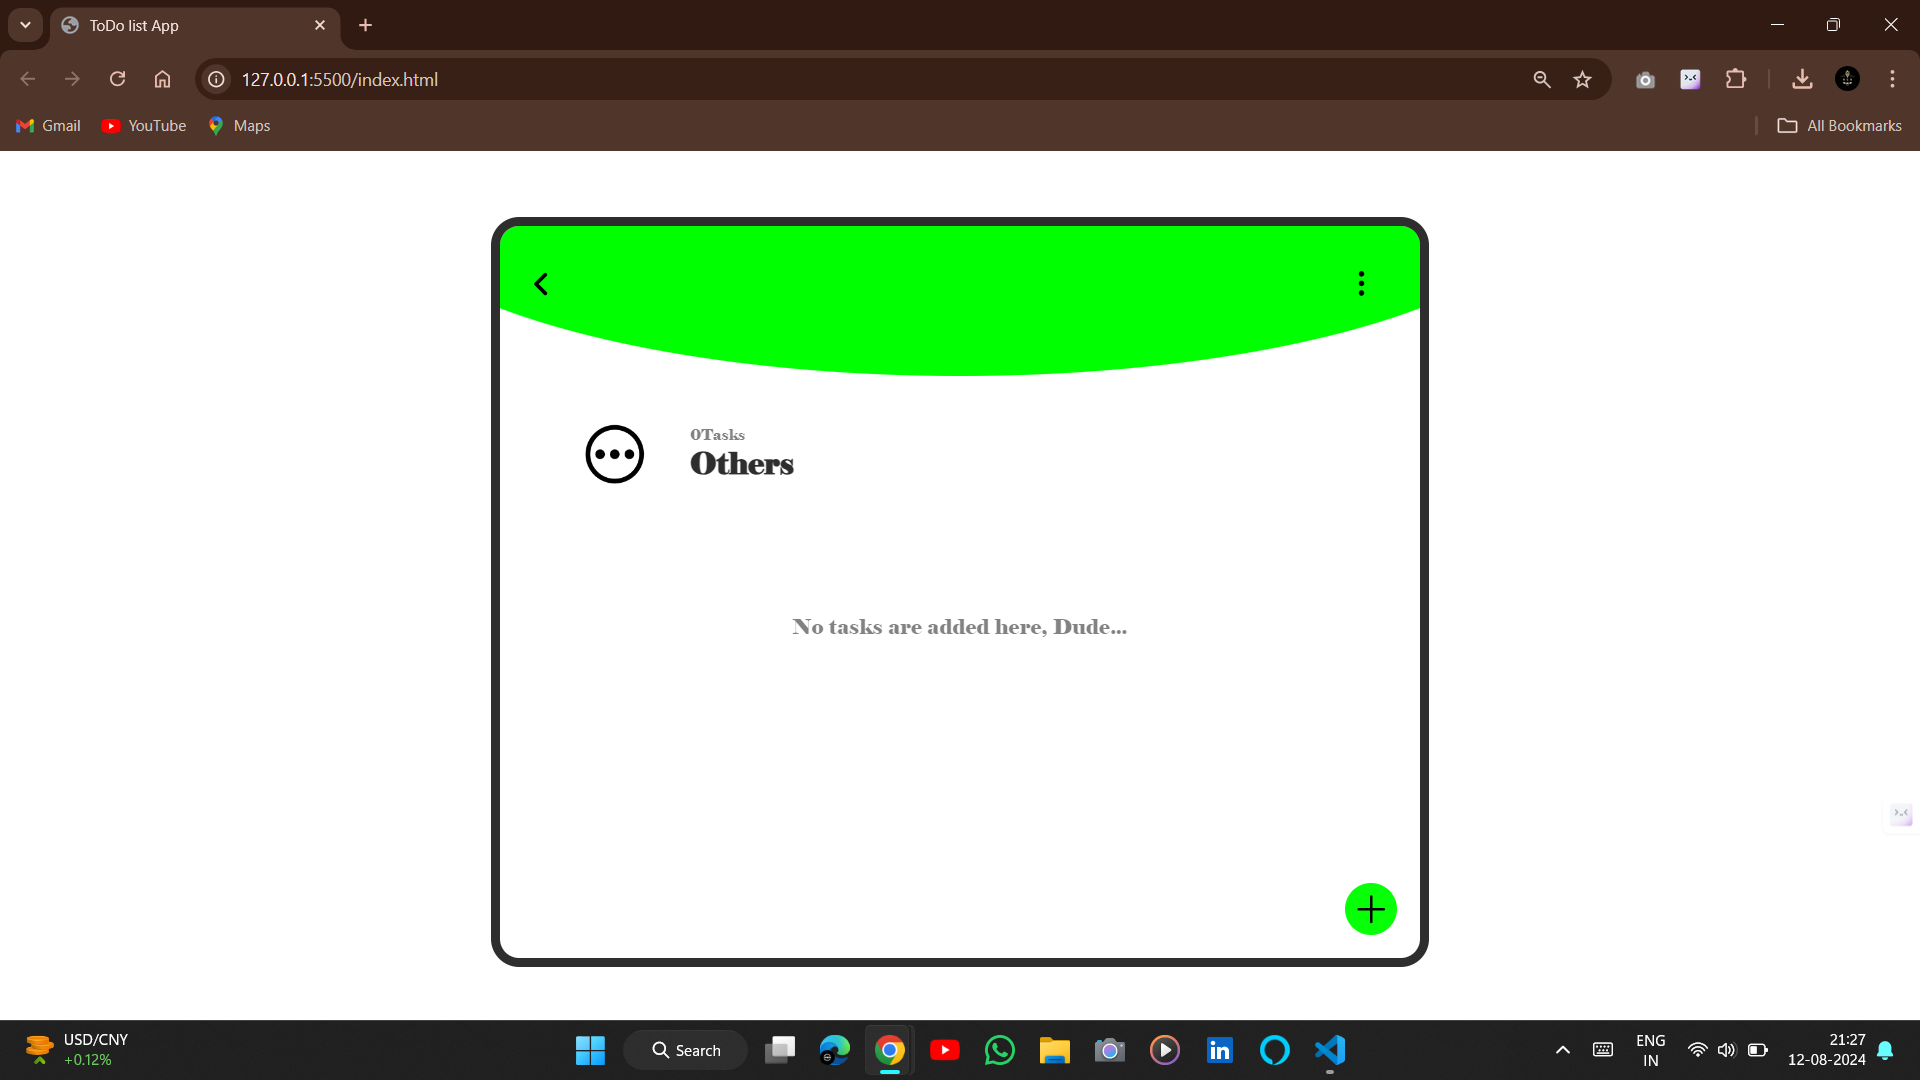 ToDo list App
127.0.0.1:5500/index.html
Gmail
YouTube
Maps
All Bookmarks
0Tasks
Others
No tasks are added here, Dude...
USD/CNY
+0.12%
Search
ENG
IN
21:27
12-08-2024